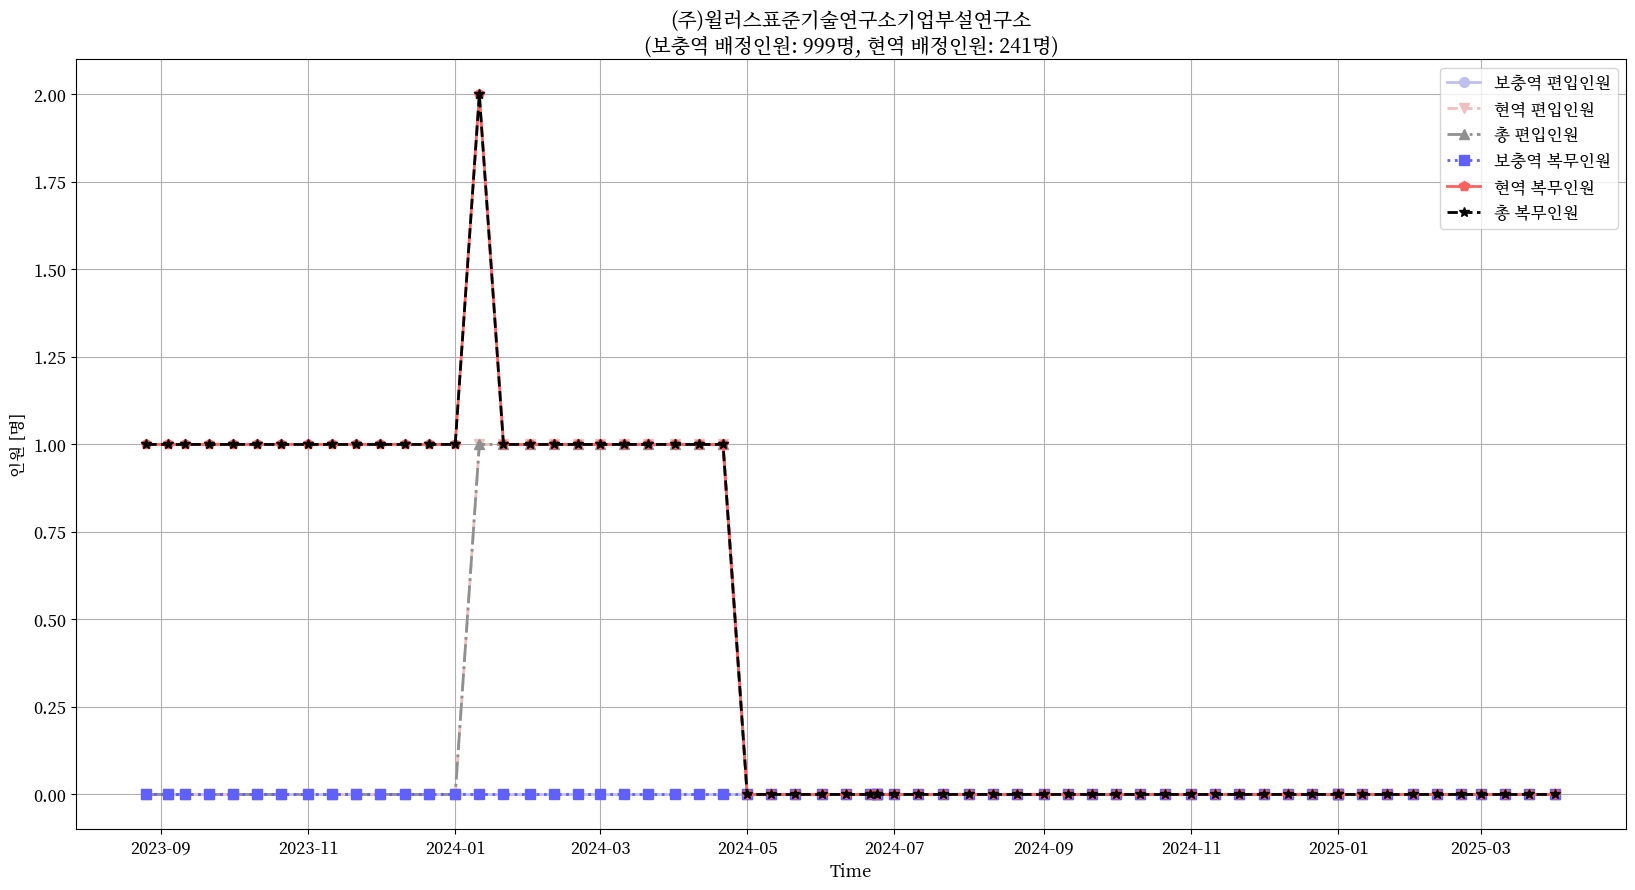 (주)윌러스표준기술연구소기업부설연구소
(보충역 배정인원: 999명, 현역 배정인원: 241명)
보충역 편입인원
현역 편입인원
총 편입인원
보충역 복무인원
현역 복무인원
총 복무인원
2.00
1.75
1.50
1.25
1.00
0.75
0.50
0.25
0.00
인원 [명]
2023-09 2023-11 2024-01 2024-03 2024-05 2024-07 2024-09 2024-11 2025-01 2025-03
Time